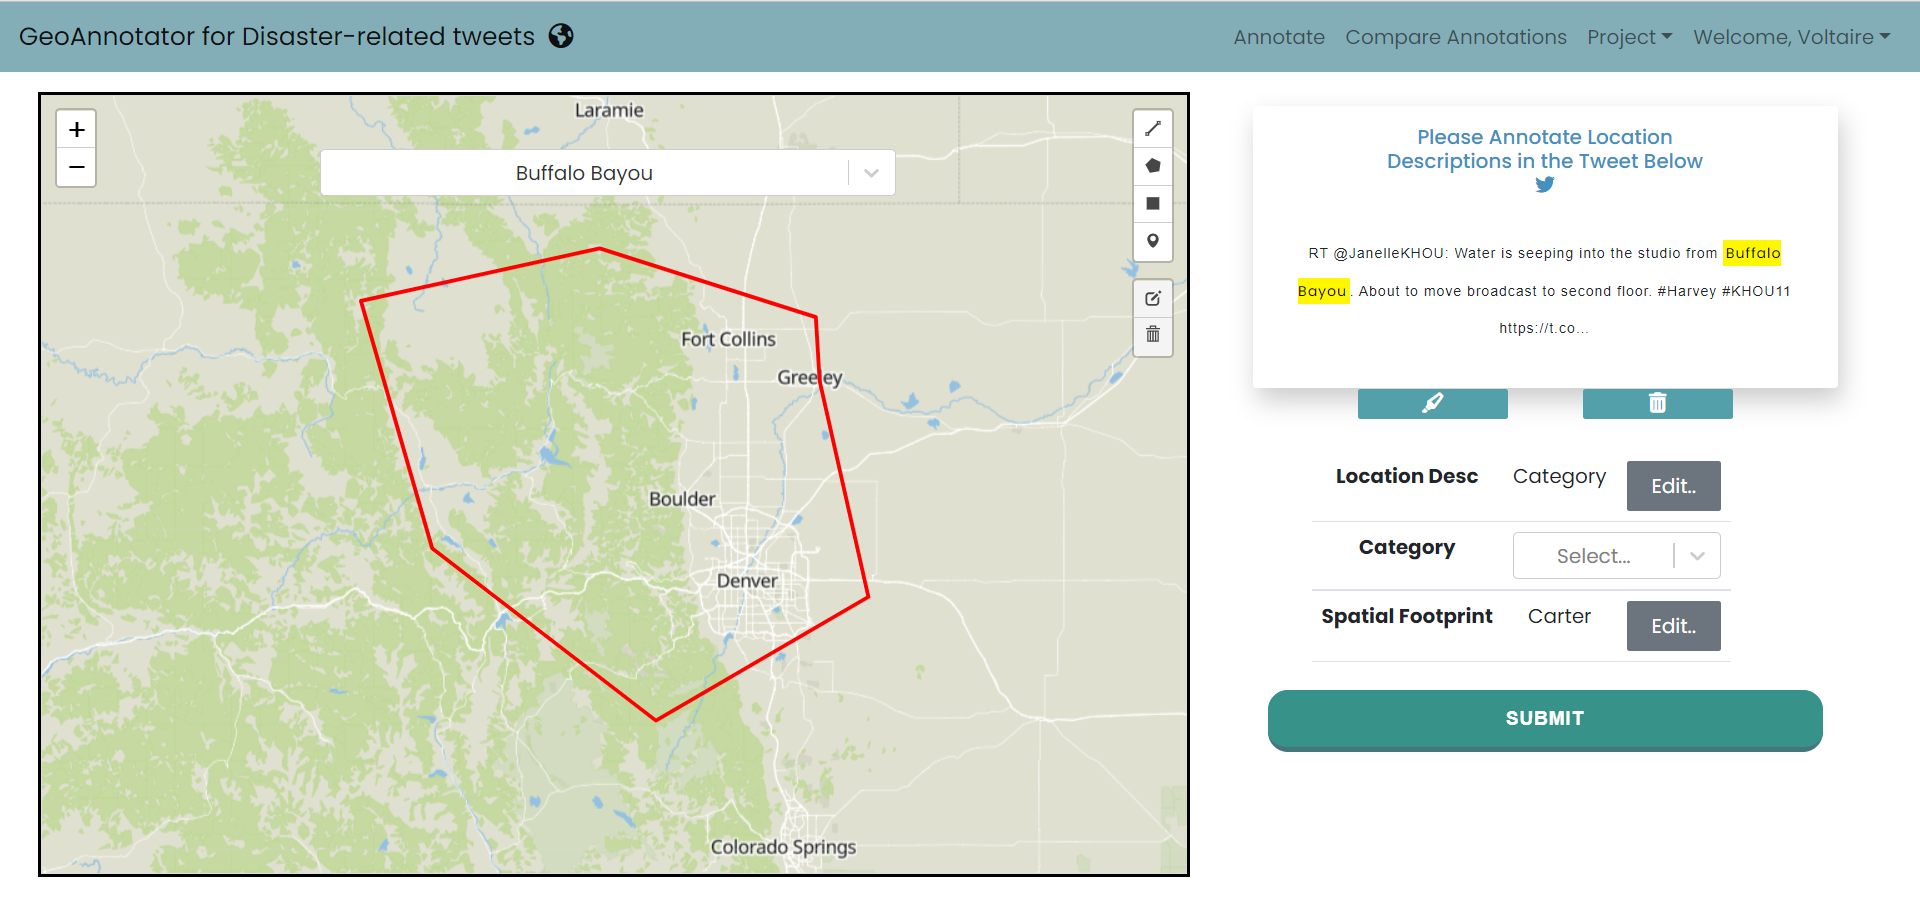 GeoAnnotator for Disaster-related tweets
Annotate Compare Annotations Project Welcome, Voltaire
+
−
Laramie
Buffalo Bayou
Fort Collins
Greeley
Boulder
Denver
Colorado Springs
Please Annotate Location
Descriptions in the Tweet Below
RT @JanelleKHOU: Water is seeping into the studio from Buffalo
Bayou. About to move broadcast to second floor. #Harvey #KHOU11
https://t.co...
Location Desc Category Edit..
Category Select...
Spatial Footprint Carter Edit..
SUBMIT